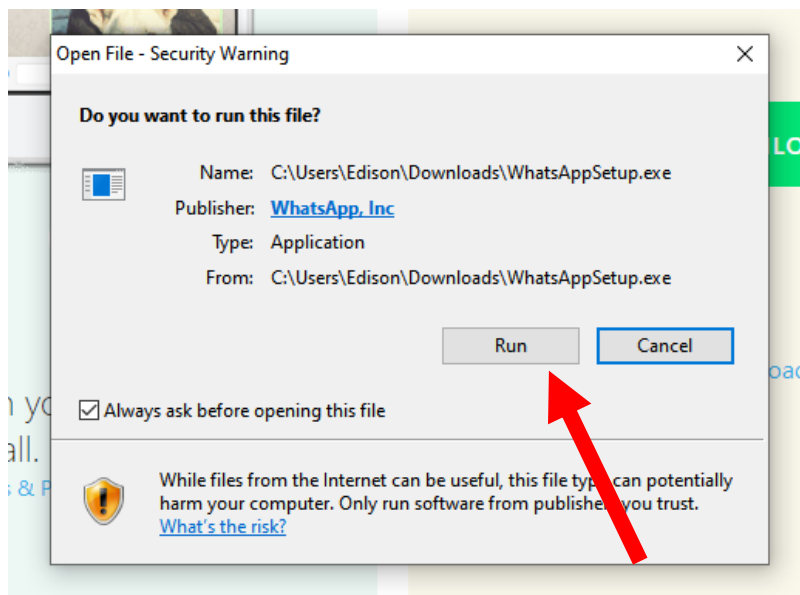 Open File - Security Warning
Do you want to run this file?
Name: C:\Users\Edison\Downloads\WhatsAppSetup.exe
Publisher: WhatsApp, Inc
Type: Application
From: C:\Users\Edison\Downloads\WhatsAppSetup.exe
Run Cancel
Always ask before opening this file
all.
s & P
While files from the Internet can be useful, this file type can potentially
harm your computer. Only run software from publishers you trust.
What's the risk?